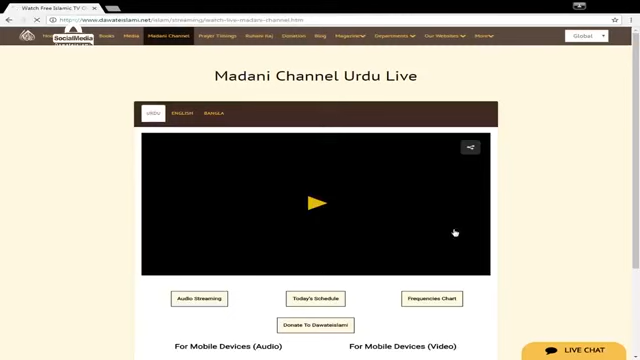 Watch Free Islamic TV C
https://www.dawateislami.net/islam/streaming/watch-live-madani-channel.htm
Books Media Madani Channel Prayer Timings Donation Blog Magazine Departments Our Websites More Global
SocialMedia
Madani Channel Urdu Live
URDU ENGLISH BANGLA
Audio Streaming Today's Schedule Frequencies Chart
Donate To Dawateislami
For Mobile Devices (Audio) For Mobile Devices (Video)
LIVE CHAT